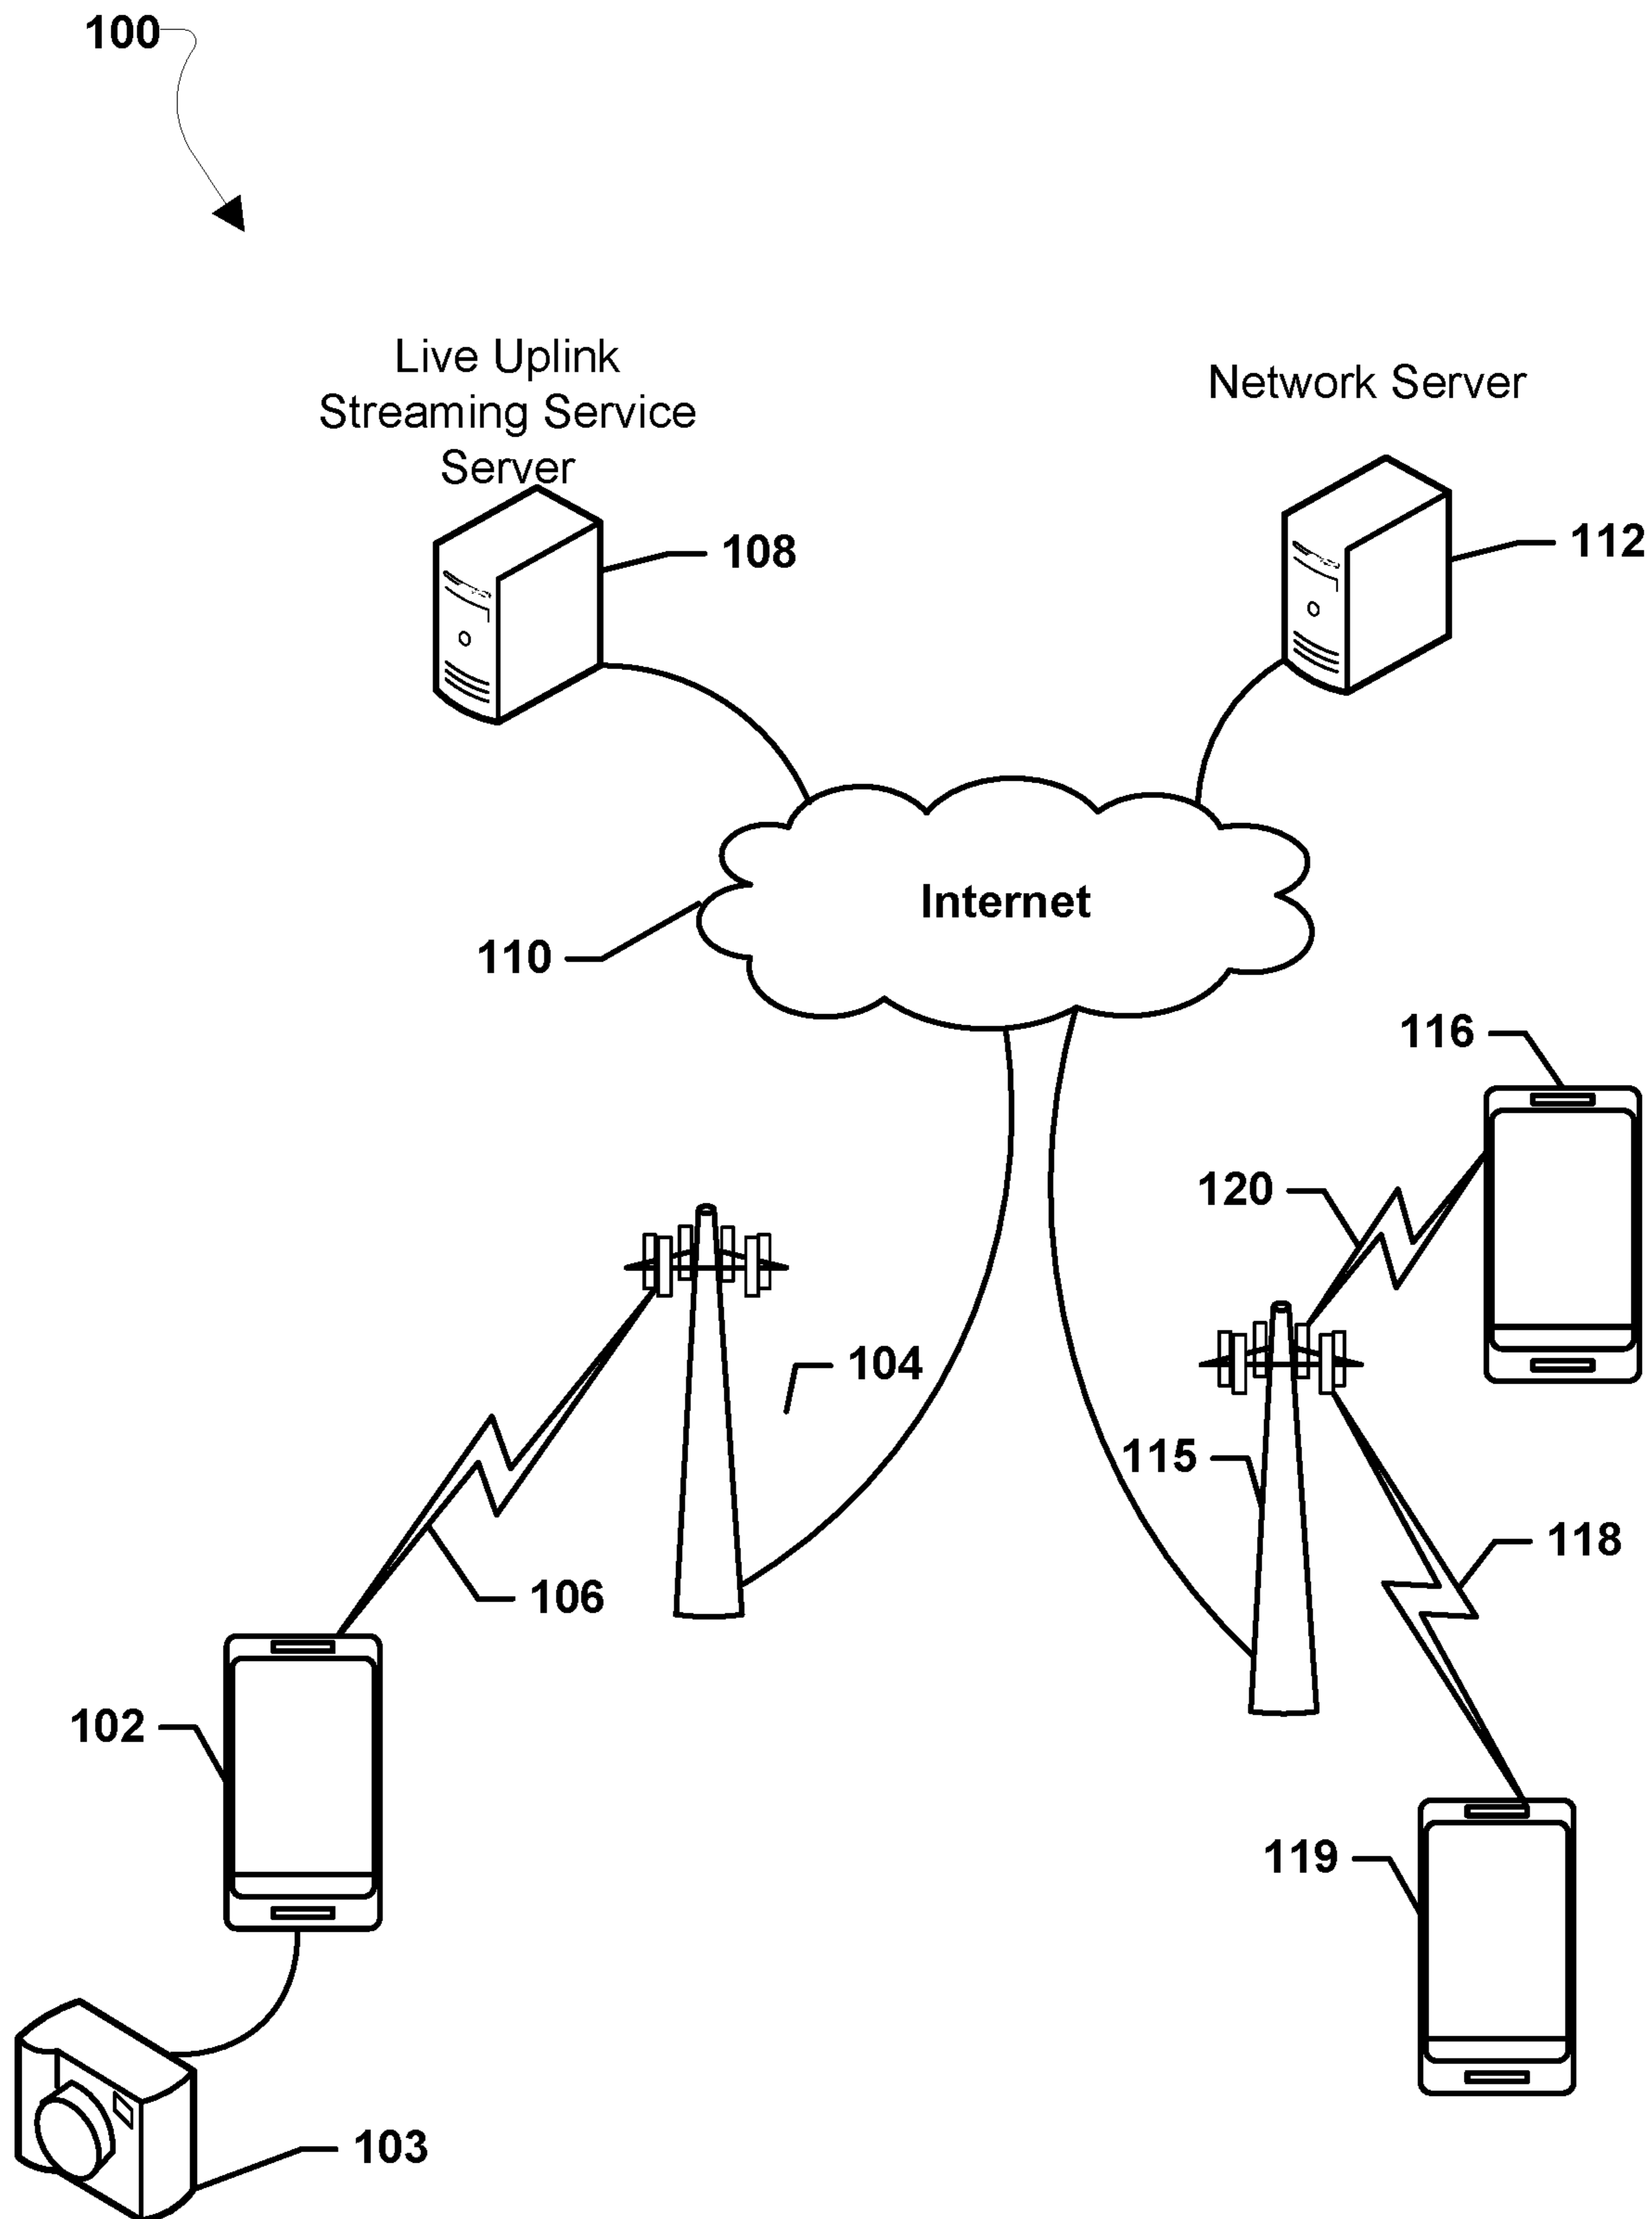 100
Live Uplink
Streaming Service
Server
Network Server
108
112
Internet
110
116
120
104
115
118
106
102
119
103